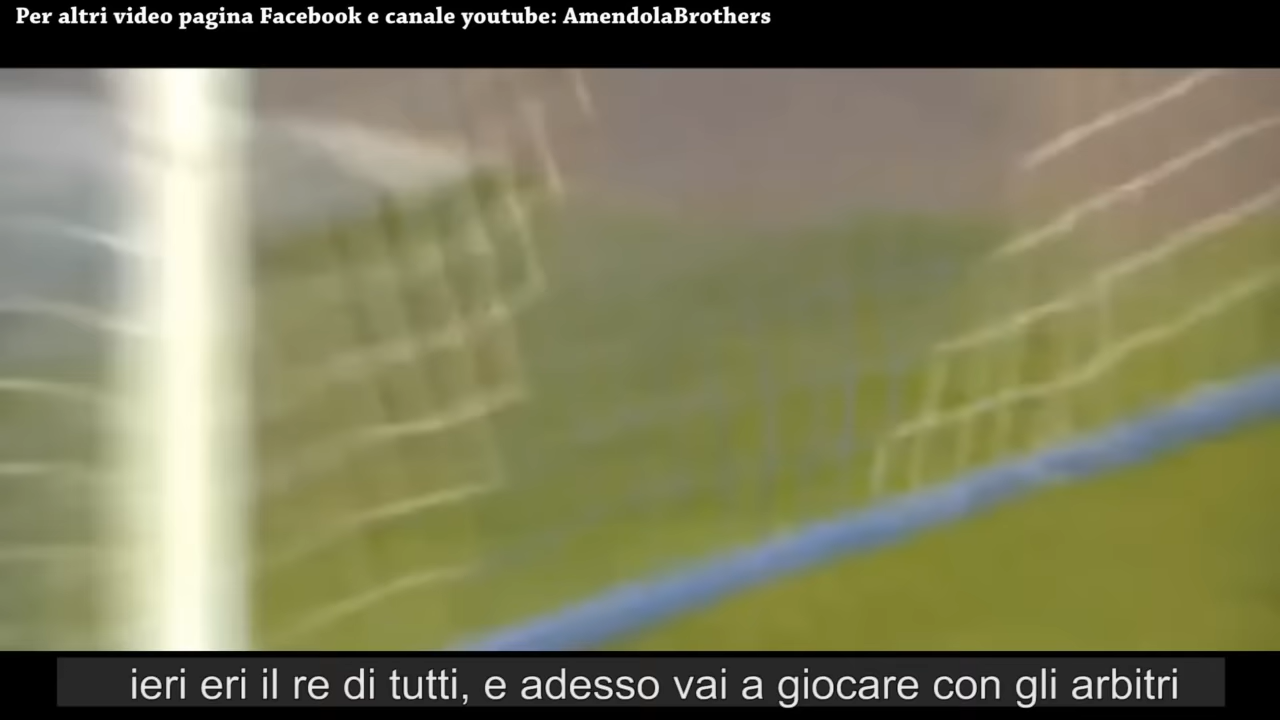 Per altri video pagina Facebook e canale youtube: AmendolaBrothers
ieri eri il re di tutti, e adesso vai a giocare con gli arbitri